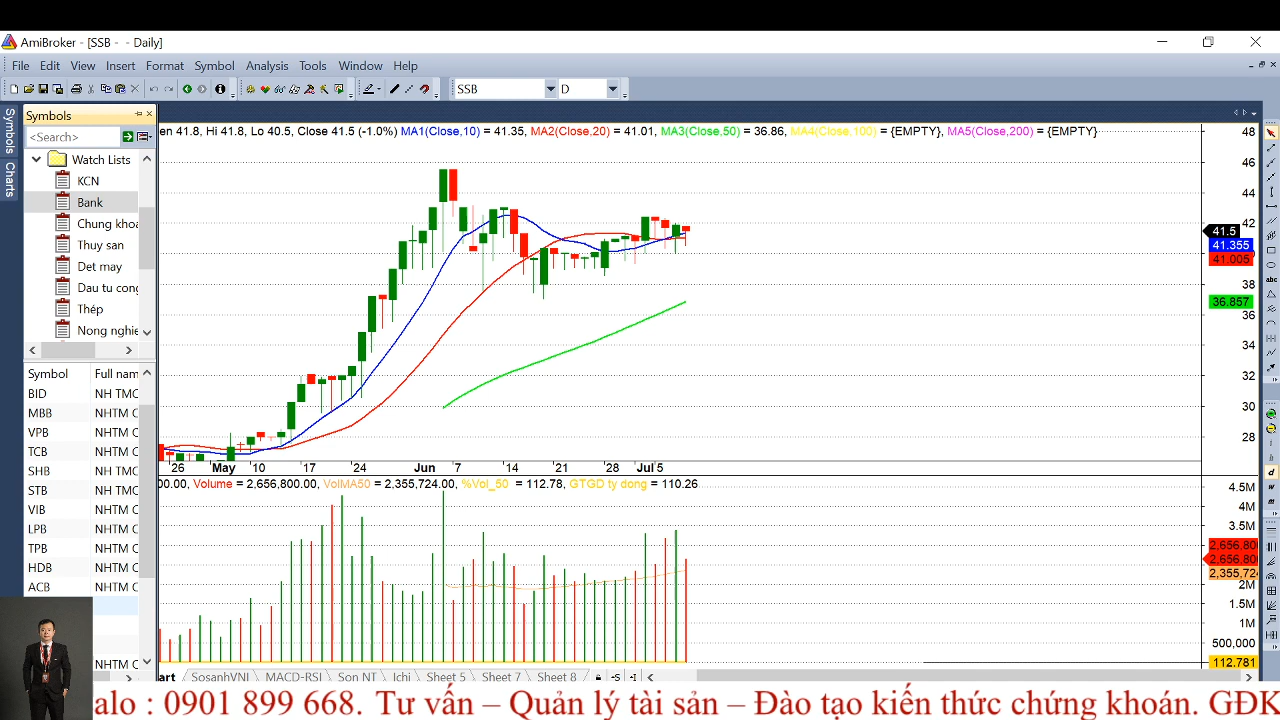 AmiBroker - [SSB - - Daily]
File Edit View Insert Format Symbol Analysis Tools Window Help
SSB D
Symbols
Symbols
Charts
<Search>
Watch Lists
KCN
Bank
Chung khoa
Thuy san
Det may
Dau tu cong
Thép
Nong nghie
Symbol Full nam
BID NH TMC
MBB NHTM C
VPB NHTM C
TCB NHTM C
SHB NH TMC
STB NH TMC
VIB NHTM C
LPB NHTM C
TPB NHTM C
HDB NHTM C
ACB NHTM C
NHTM C
en 41.8, Hi 41.8, Lo 40.5, Close 41.5 (-1.0%) MA1(Close,10) = 41.35, MA2(Close,20) = 41.01, MA3(Close,50) = 36.86, MA4(Close,100) = {EMPTY}, MA5(Close,200) = {EMPTY}
48
46
44
42
41.5
41.355
41.005
38
36.857
36
34
32
30
28
26 May 10 17 24 Jun 7 14 21 28 Jul 5
00.00, Volume = 2,656,800.00, VolMA50 = 2,355,724.00, %Vol_50 = 112.78, GTGD ty dong = 110.26
4.5M
4M
3.5M
2,656,80
2,656,80
2,355,72
2M
1.5M
1M
500,000
112.781
art SosanhVNI MACD-RSI Son NT Ichi Sheet 5 Sheet 7 Sheet 8
alo : 0901 899 668. Tư vấn – Quản lý tài sản – Đào tạo kiến thức chứng khoán. GĐK